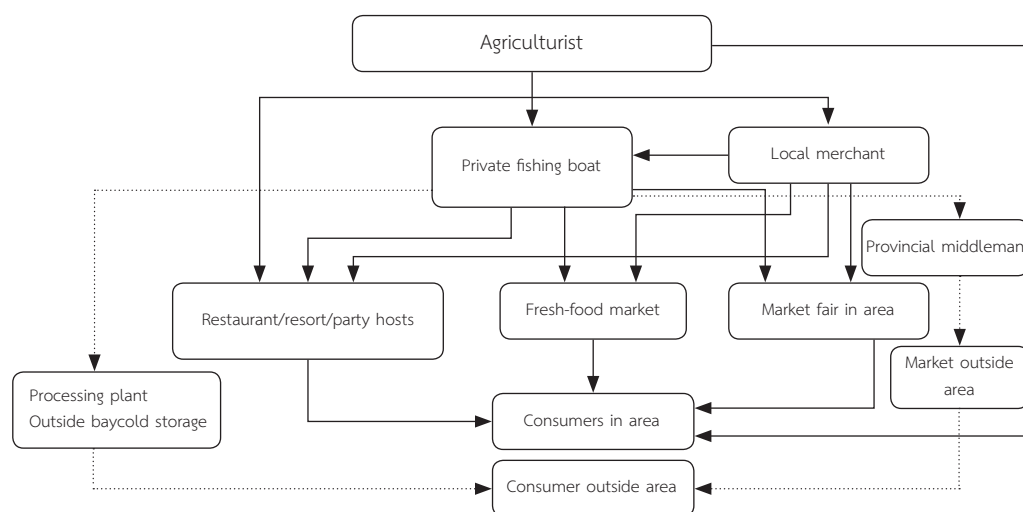 Agriculturist
Private fishing boat
Local merchant
Provincial middleman
Restaurant/resort/party hosts
Fresh-food market
Market fair in area
Market outside
area
Processing plant
Outside baycold storage
Consumers in area
Consumer outside area